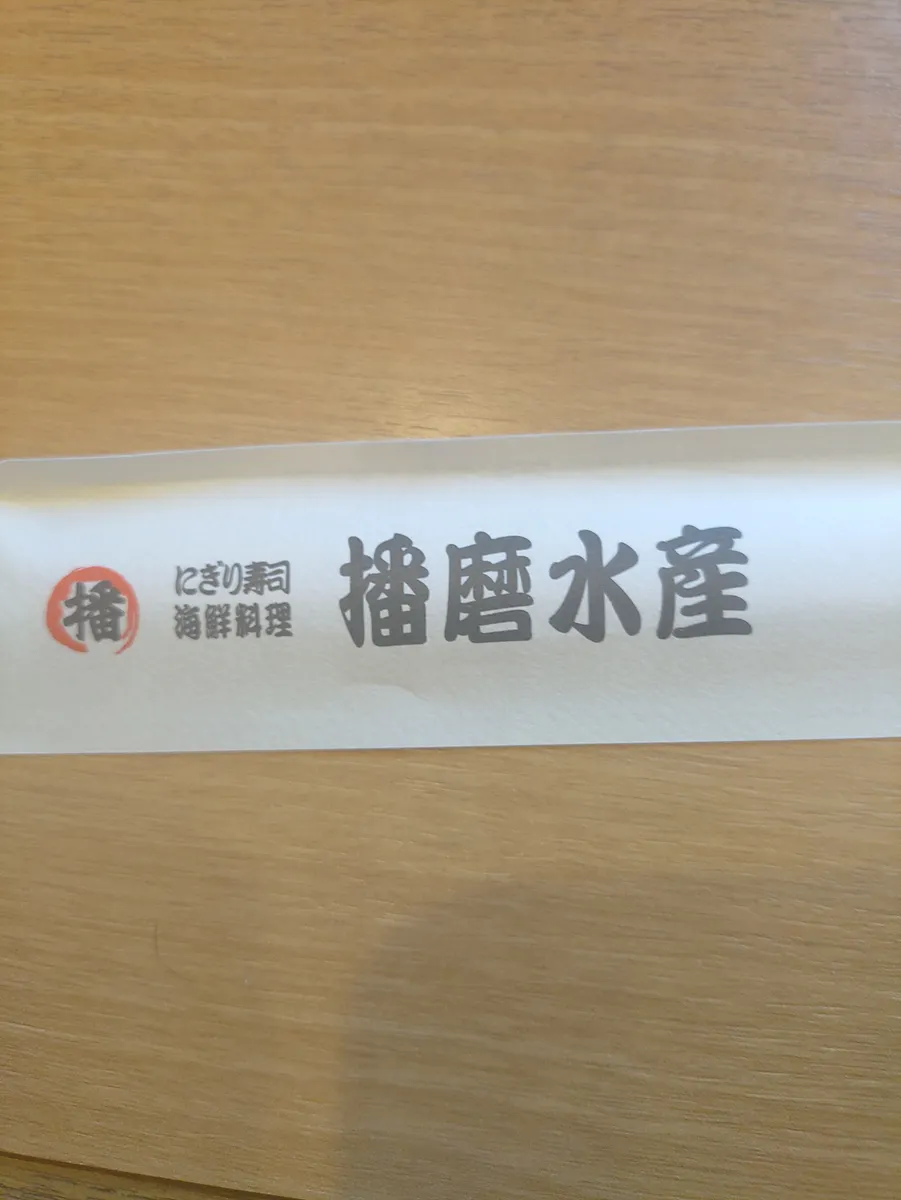 播
にぎり寿司
海鮮料理
播磨水産